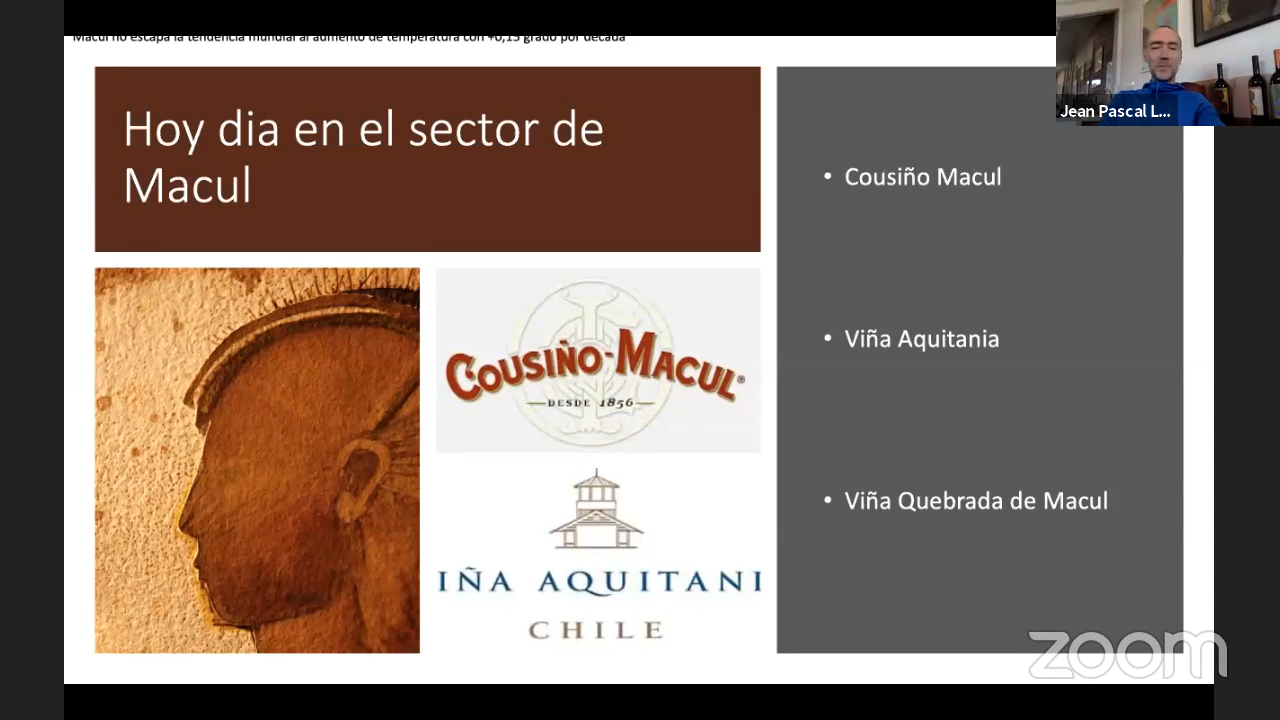 Macul no escapa la tendencia mundial al aumento de temperatura con +0,15 grado por década
Jean Pascal L...
Hoy dia en el sector de
Macul
• Cousiño Macul
• Viña Aquitania
• Viña Quebrada de Macul
COUSIÑO-MACUL®
DESDE 1856
IÑA AQUITANI
CHILE
zoom